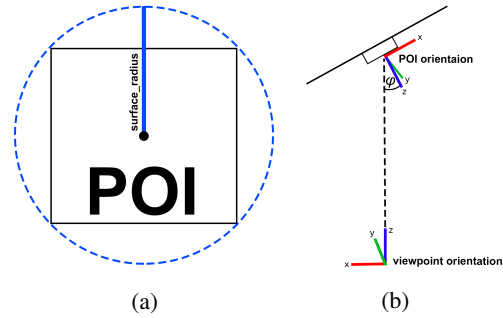 surface_radius
POI
(a)
x
POI orientaion
y
φ
z
y
z
x
viewpoint orientation
(b)